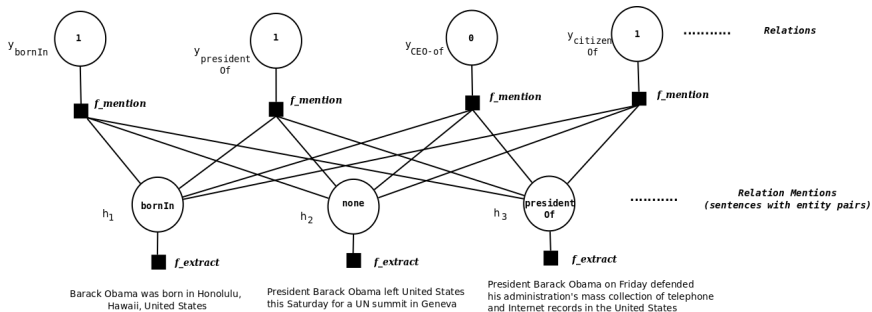 1
1
0
1
y bornIn
y president
Of
y CEO-of
y citizen
Of
........... Relations
f_mention
f_mention
f_mention
f_mention
bornIn
none
president
Of
h1
h2
h3
........... Relation Mentions
(sentences with entity pairs)
f_extract
f_extract
f_extract
Barack Obama was born in Honolulu,
Hawaii, United States
President Barack Obama left United States
this Saturday for a UN summit in Geneva
President Barack Obama on Friday defended
his administration's mass collection of telephone
and Internet records in the United States